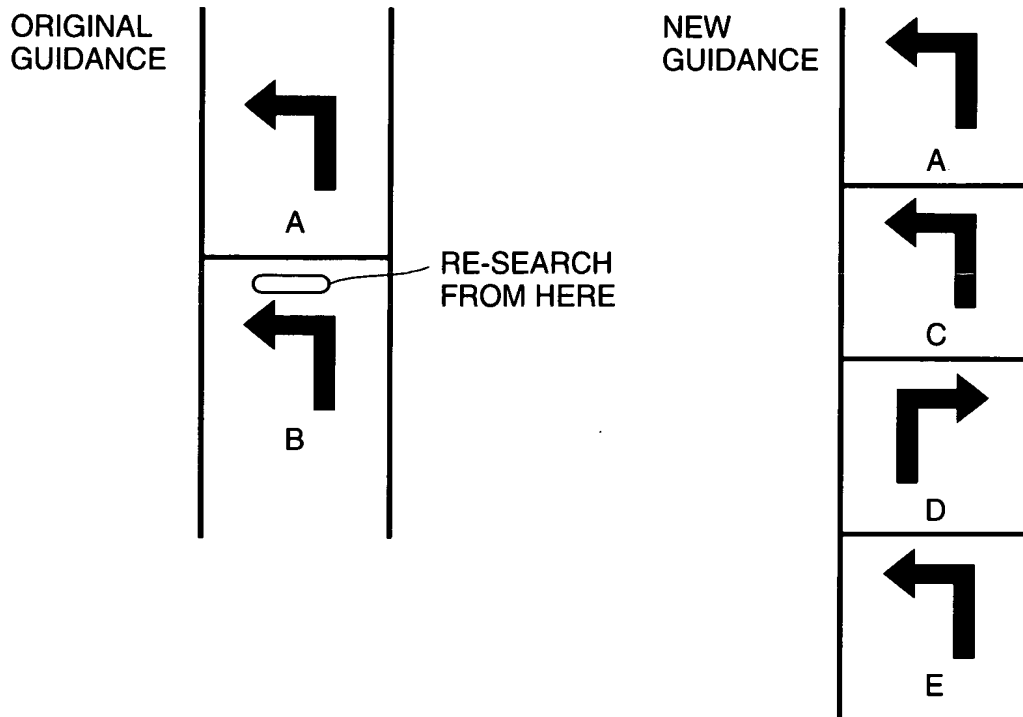 ORIGINAL
GUIDANCE
A
RE-SEARCH
FROM HERE
B
NEW
GUIDANCE
A
C
D
E